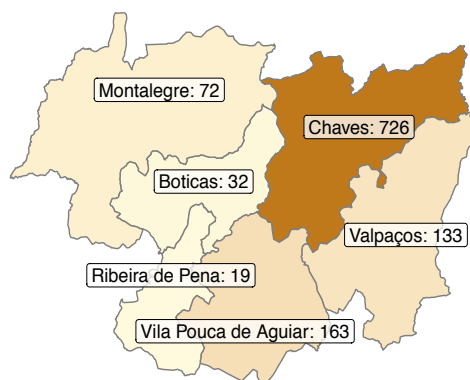 Montalegre: 72
Chaves: 726
Boticas: 32
Valpaços: 133
Ribeira de Pena: 19
Vila Pouca de Aguiar: 163